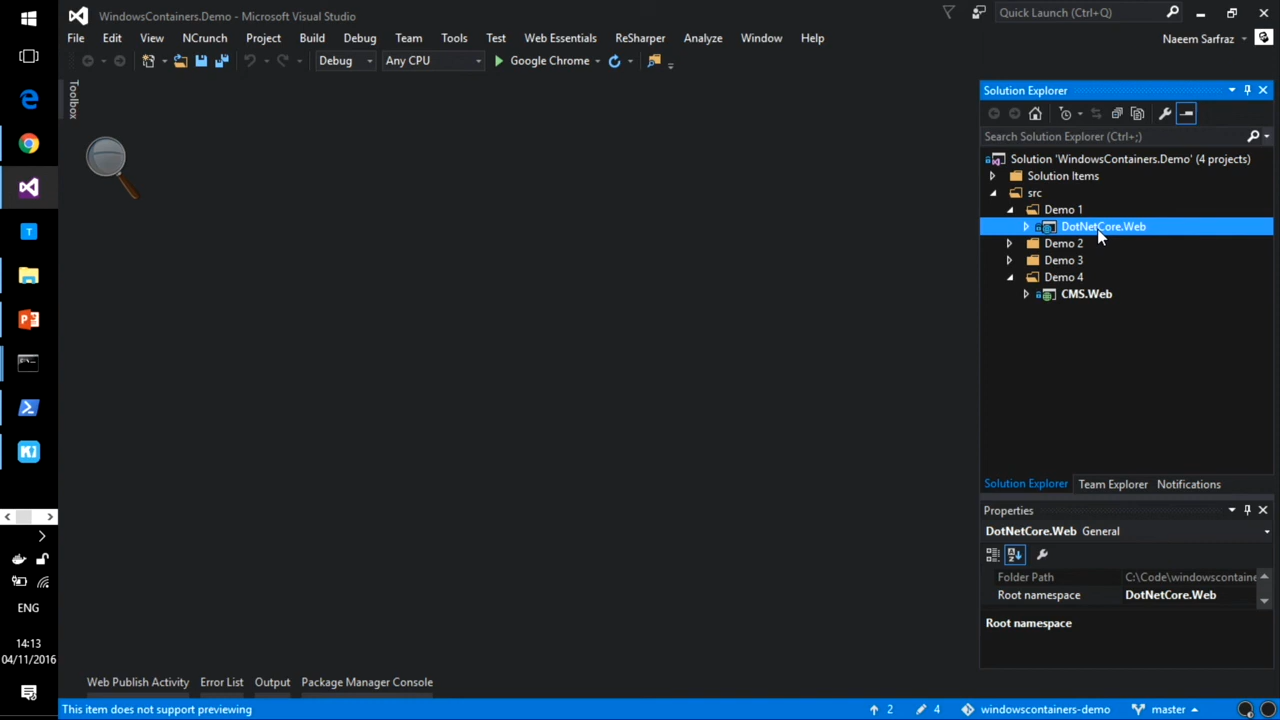 WindowsContainers.Demo - Microsoft Visual Studio
Quick Launch (Ctrl+Q)
File Edit View NCrunch Project Build Debug Team Tools Test Web Essentials ReSharper Analyze Window Help
Naeem Sarfraz
Debug Any CPU Google Chrome
Toolbox
Solution Explorer
Search Solution Explorer (Ctrl+;)
Solution 'WindowsContainers.Demo' (4 projects)
Solution Items
src
Demo 1
DotNetCore.Web
Demo 2
Demo 3
Demo 4
CMS.Web
Solution Explorer Team Explorer Notifications
Properties
DotNetCore.Web General
Folder Path C:\Code\windowscontaine
Root namespace DotNetCore.Web
Root namespace
ENG
14:13
04/11/2016
Web Publish Activity Error List Output Package Manager Console
This item does not support previewing
2 4 windowscontainers-demo master